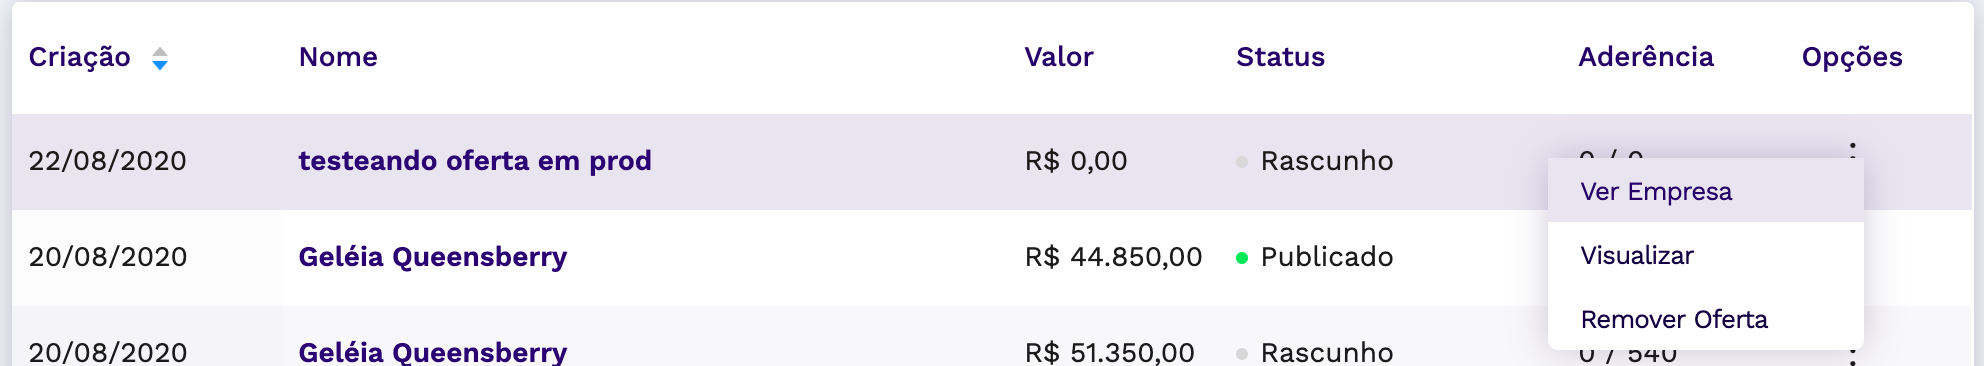 Criação Nome Valor Status Aderência Opções
22/08/2020 testeando oferta em prod R$ 0,00 Rascunho 0 / 0
Ver Empresa
20/08/2020 Geléia Queensberry R$ 44.850,00 Publicado
Visualizar
Remover Oferta
20/08/2020 Geléia Queensberry R$ 51.350,00 Rascunho 0 / 540